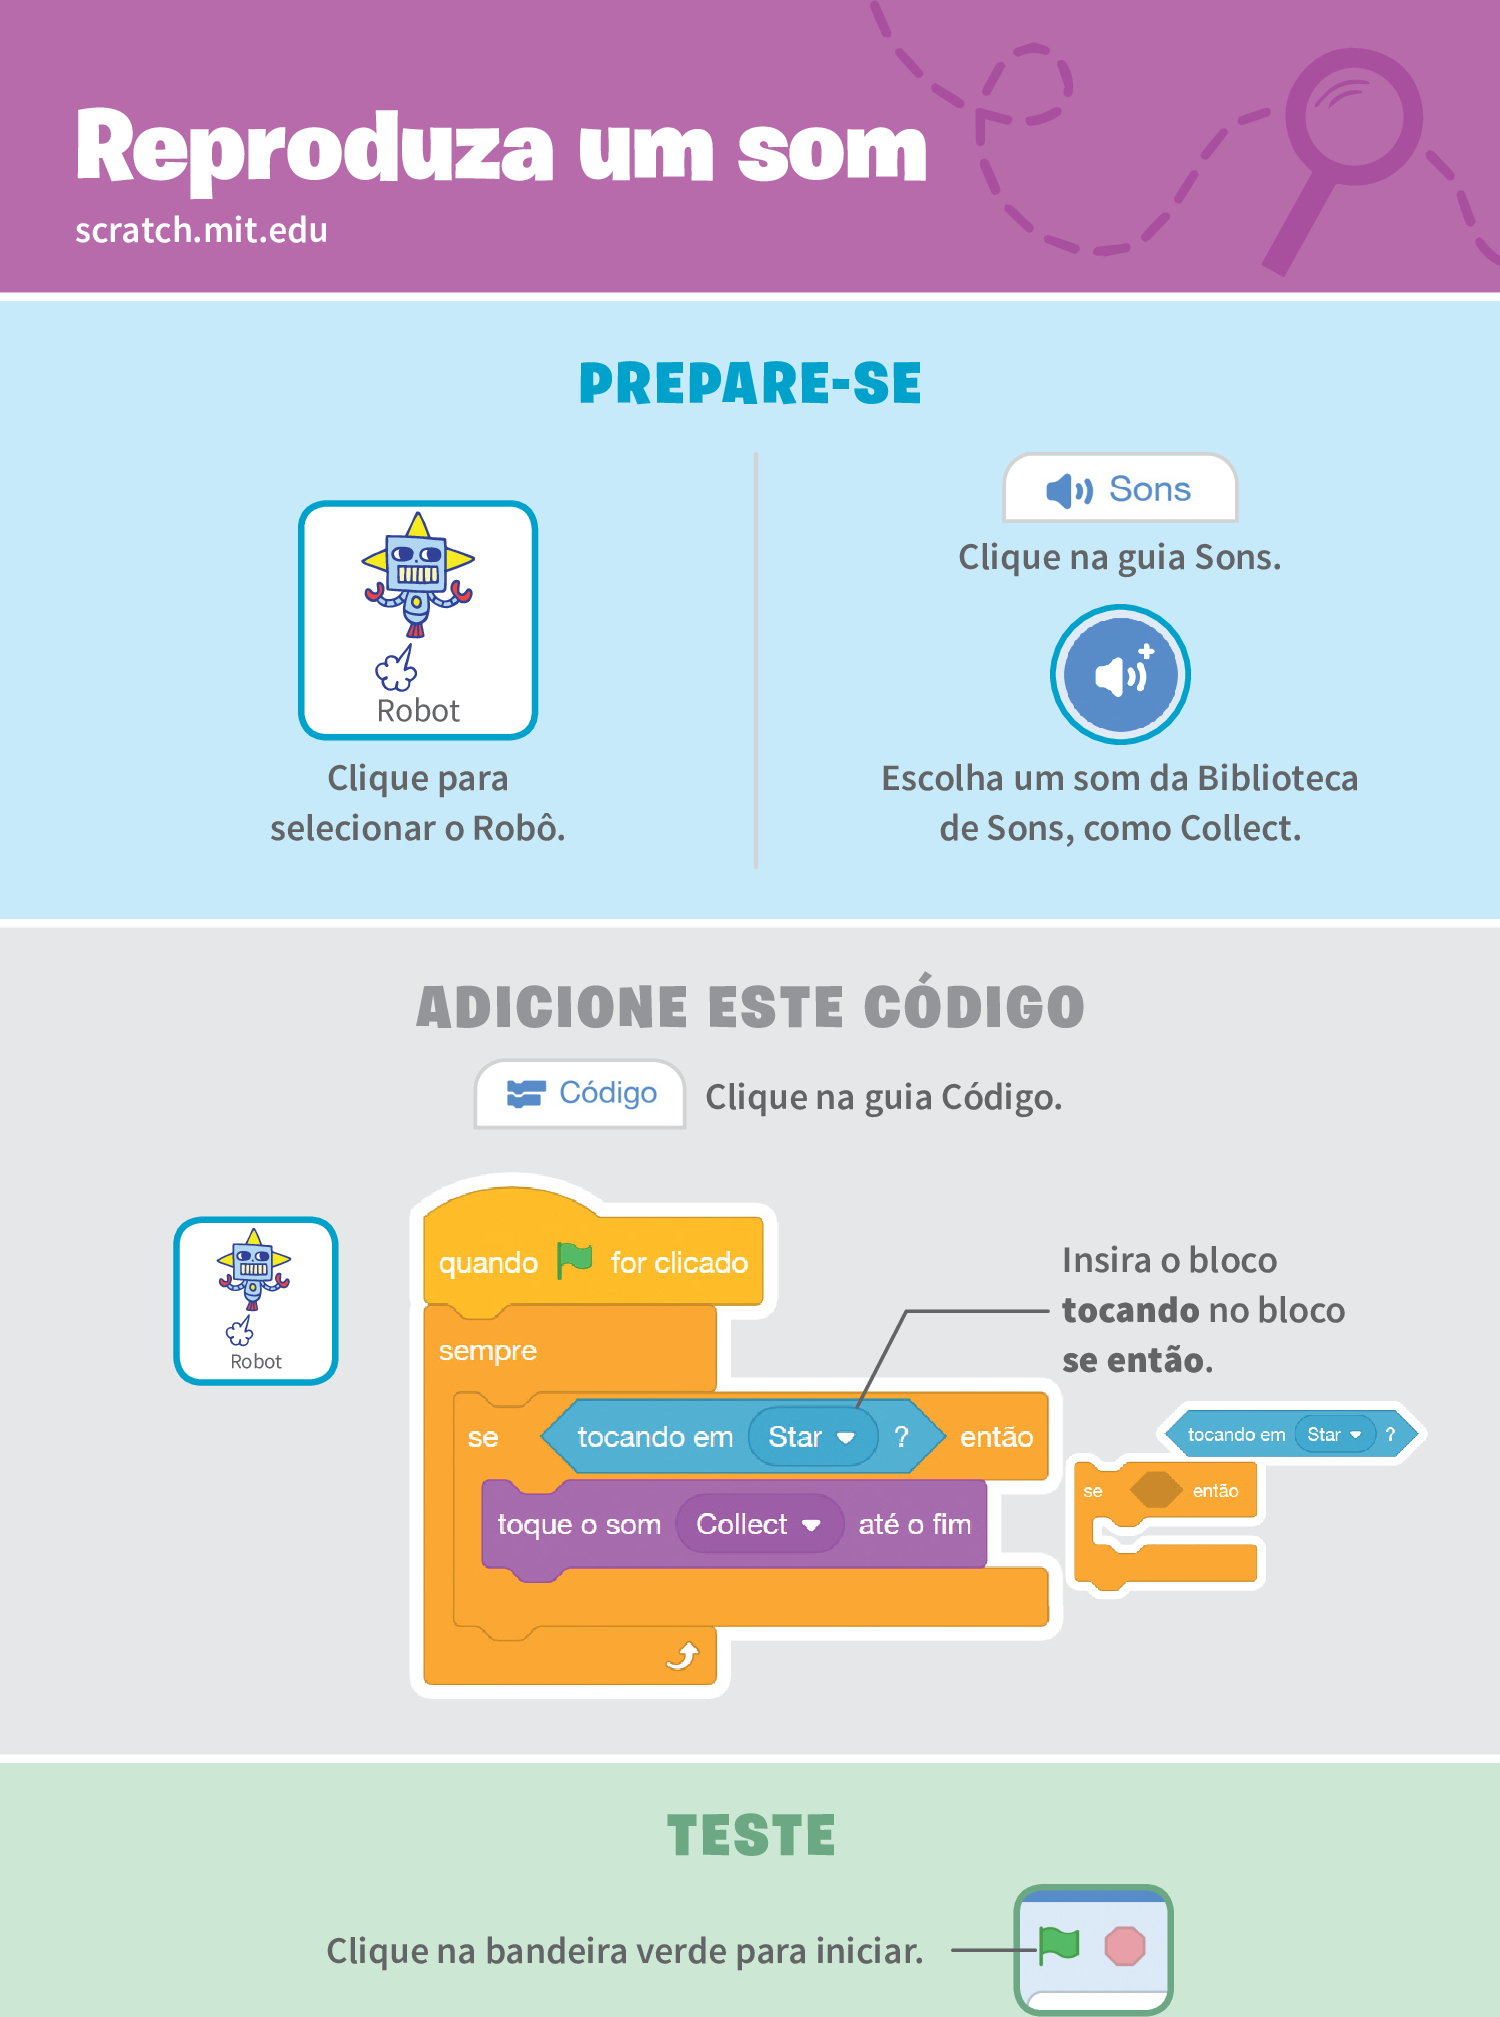 Reproduza um som
scratch.mit.edu
PREPARE-SE
Robot
Clique para
selecionar o Robô.
Sons
Clique na guia Sons.
Escolha um som da Biblioteca
de Sons, como Collect.
ADICIONE ESTE CÓDIGO
Código
Clique na guia Código.
Robot
quando for clicado
sempre
se tocando em Star ? então
toque o som Collect até o fim
Insira o bloco
tocando no bloco
se então.
tocando em Star ?
se então
TESTE
Clique na bandeira verde para iniciar.